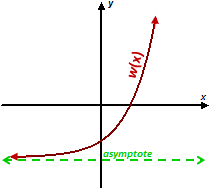 y
w(x)
x
asymptote